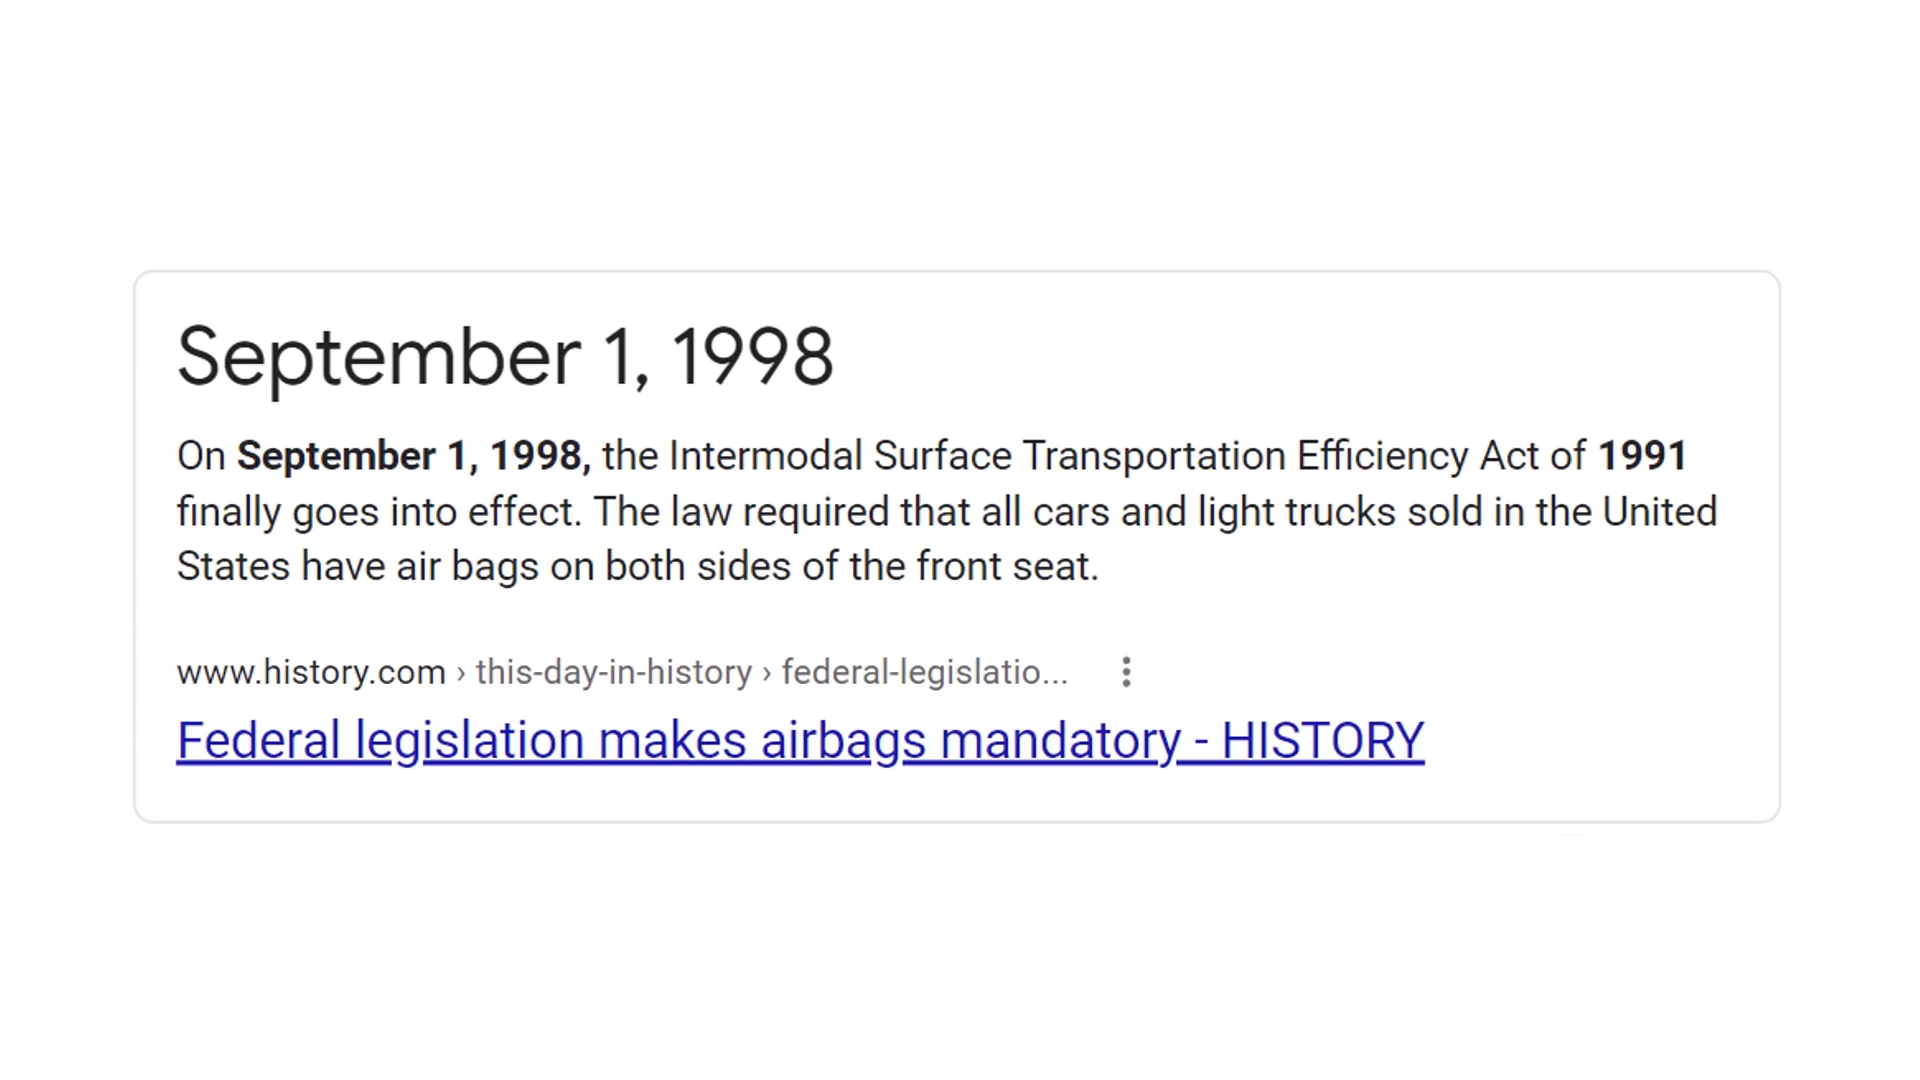 September 1, 1998
On September 1, 1998, the Intermodal Surface Transportation Efficiency Act of 1991
finally goes into effect. The law required that all cars and light trucks sold in the United
States have air bags on both sides of the front seat.
www.history.com › this-day-in-history › federal-legislatio...
Federal legislation makes airbags mandatory - HISTORY